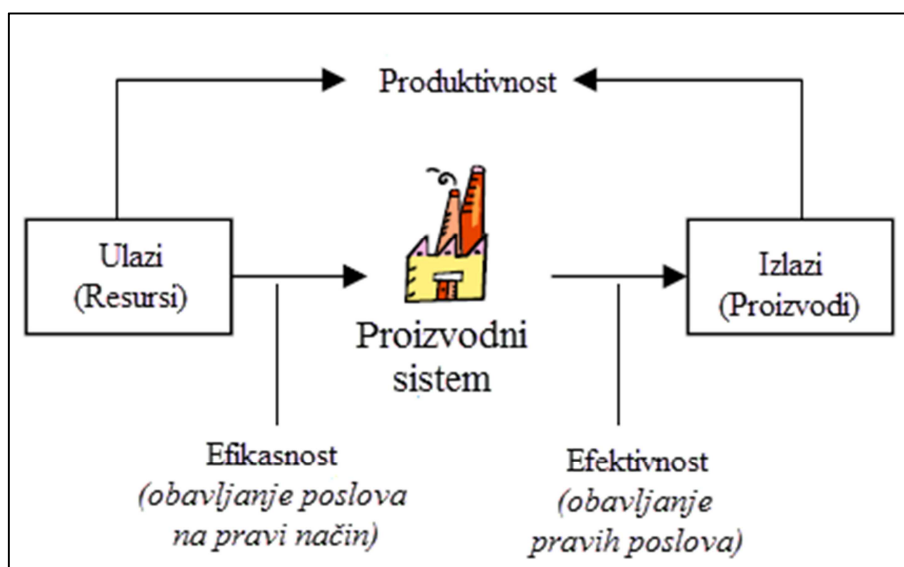 Produktivnost
Ulazi
(Resursi)
Izlazi
(Proizvodi)
Proizvodni
sistem
Efikasnost
(obavljanje poslova
na pravi način)
Efektivnost
(obavljanje
pravih poslova)